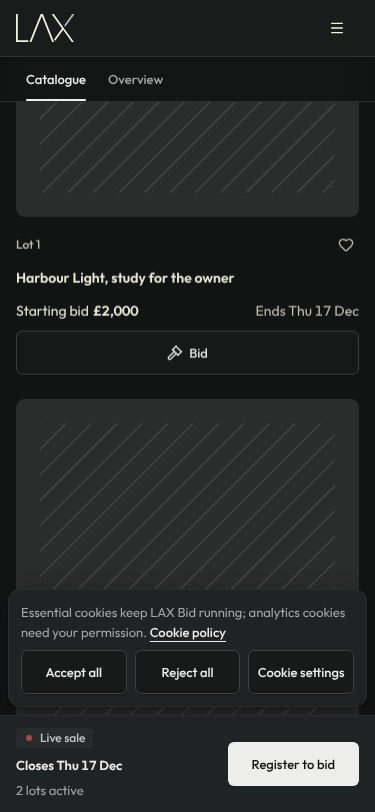 LAX
Catalogue Overview
Lot 1
Harbour Light, study for the owner
Starting bid £2,000 Ends Thu 17 Dec
Bid
Essential cookies keep LAX Bid running; analytics cookies
need your permission. Cookie policy
Accept all Reject all Cookie settings
Live sale
Closes Thu 17 Dec
2 lots active
Register to bid